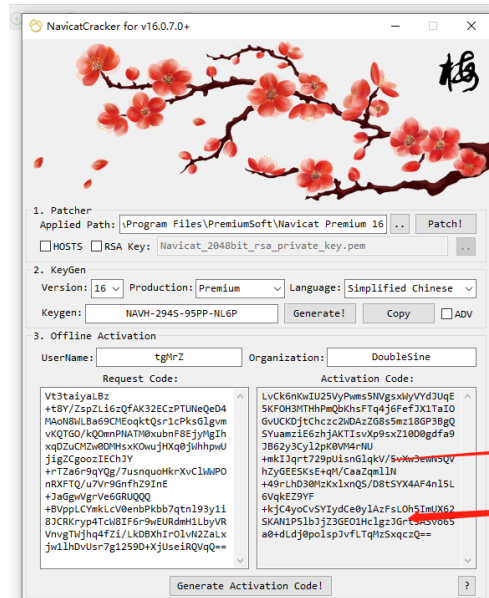 NavicatCracker for v16.0.7.0+
梅
1. Patcher
Applied Path: \Program Files\PremiumSoft\Navicat Premium 16 .. Patch!
HOSTS RSA Key: Navicat_2048bit_rsa_private_key.pem ..
2. KeyGen
Version: 16 Production: Premium Language: Simplified Chinese
Keygen: NAVH-294S-95PP-NL6P Generate! Copy ADV
3. Offline Activation
UserName: tgMrZ Organization: DoubleSine
Request Code:
Vt3taiyaLBz
+t8Y/ZspZLi6zQfAK32ECzPTUNeQeD4
MAoN8WLBa69CMEoqktQsr1cPksGlgvm
vKQTGO/kQOmnPNATM0xubnF8EjyMgIh
xqDZuCMZw0DMHsxKOwujHXq0jWhhpwU
jigZCgoozIEChJY
+rTZa6r9qYQg/7usnquoHkrXvClWWPO
nRXFTQ/u7Vr9GnfhZ9InE
+JaGgwVgrVe6GRUQQQ
+BVppLCYmkLcV0enbPkbb7qtnl93y1i
8JCRKryp4TcW8IF6r9wEURdmH1LbyVR
VnvgTWjhq4fZi/LkDBXhIrOlvN2ZaLx
jw1lhDvUsr7g1259D+XjUseiRQVqQ==
Activation Code:
LvCk6nKwIU25VyPwms5NVgsxWyVYdJUqE
5KFOH3MTHhPmQbKhsFTq4j6FefJX1TaIO
GvUCKDjtChczc2WDAzZG8s5mz18GP3BgQ
SYuamziE6zhjAKTIsvXp9sxZ10D0gdfa9
JB62y3Cyl2pK0VM4rNU
+mkIJqrt729pUisnGlqkV/5vXw3ewN5QV
hZyGEESKsE+qM/CaaZqmllN
+49rLhD30MzKxlxnQS/D8tSYX4AF4nl5L
6VqkEZ9YF
+kjC4yoCvSYIydCe0ylAzFsLOh5ImUX62
SKAN1P5lbJjZ3GEO1HclgzJGrt3ASVo65
a0+dLdj0polspJvfLTqMzSxqczQ==
Generate Activation Code! ?